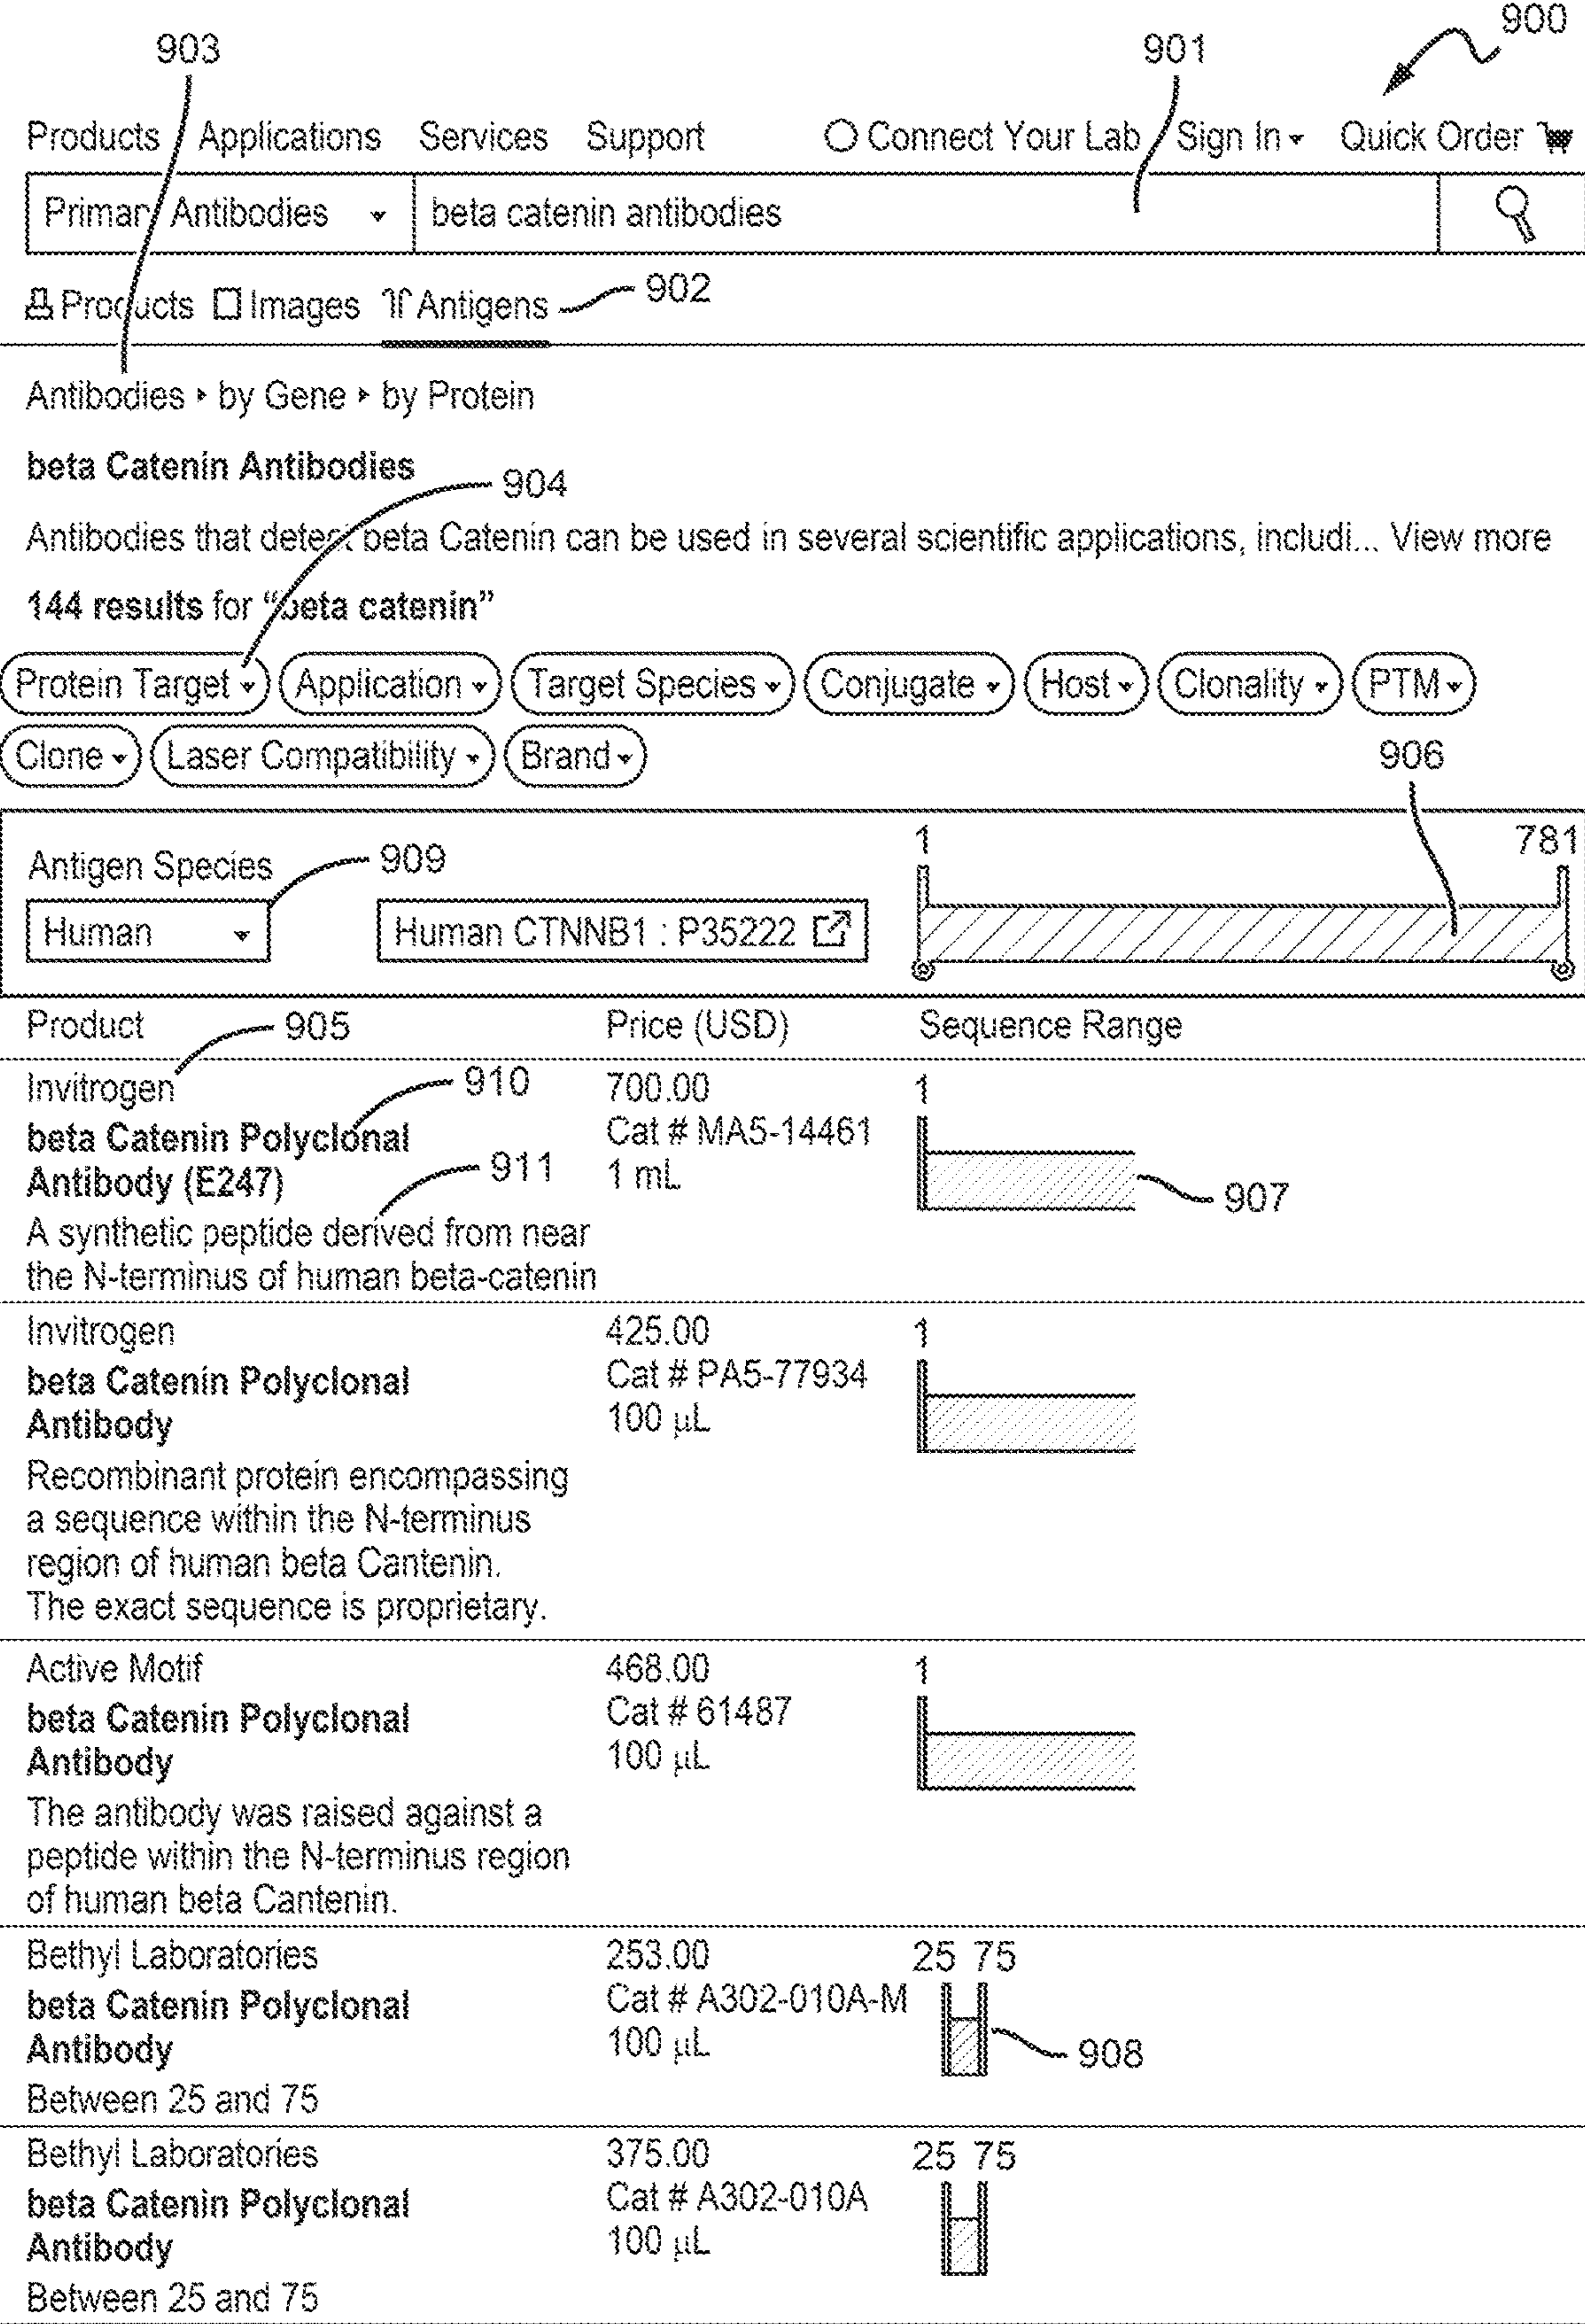 900
903
901
Products Applications Services Support Connect Your Lab Sign In Quick Order
Primary Antibodies beta catenin antibodies
Products Images Antigens 902
Antibodies ▸ by Gene ▸ by Protein
beta Catenin Antibodies
904
Antibodies that detect beta Catenin can be used in several scientific applications, includi... View more
144 results for “beta catenin”
Protein Target Application Target Species Conjugate Host Clonality PTM
Clone Laser Compatibility Brand
906
1 781
Antigen Species 909
Human Human CTNNB1 : P35222
Product 905 Price (USD) Sequence Range
Invitrogen 910 700.00 1
beta Catenin Polyclonal Cat # MA5-14461
Antibody (E247) 911 1 mL 907
A synthetic peptide derived from near
the N-terminus of human beta-catenin
Invitrogen 425.00 1
beta Catenin Polyclonal Cat # PA5-77934
Antibody 100 µL
Recombinant protein encompassing
a sequence within the N-terminus
region of human beta Cantenin.
The exact sequence is proprietary.
Active Motif 468.00 1
beta Catenin Polyclonal Cat # 61487
Antibody 100 µL
The antibody was raised against a
peptide within the N-terminus region
of human beta Cantenin.
Bethyl Laboratories 253.00 25 75
beta Catenin Polyclonal Cat # A302-010A-M
Antibody 100 µL 908
Between 25 and 75
Bethyl Laboratories 375.00 25 75
beta Catenin Polyclonal Cat # A302-010A
Antibody 100 µL
Between 25 and 75